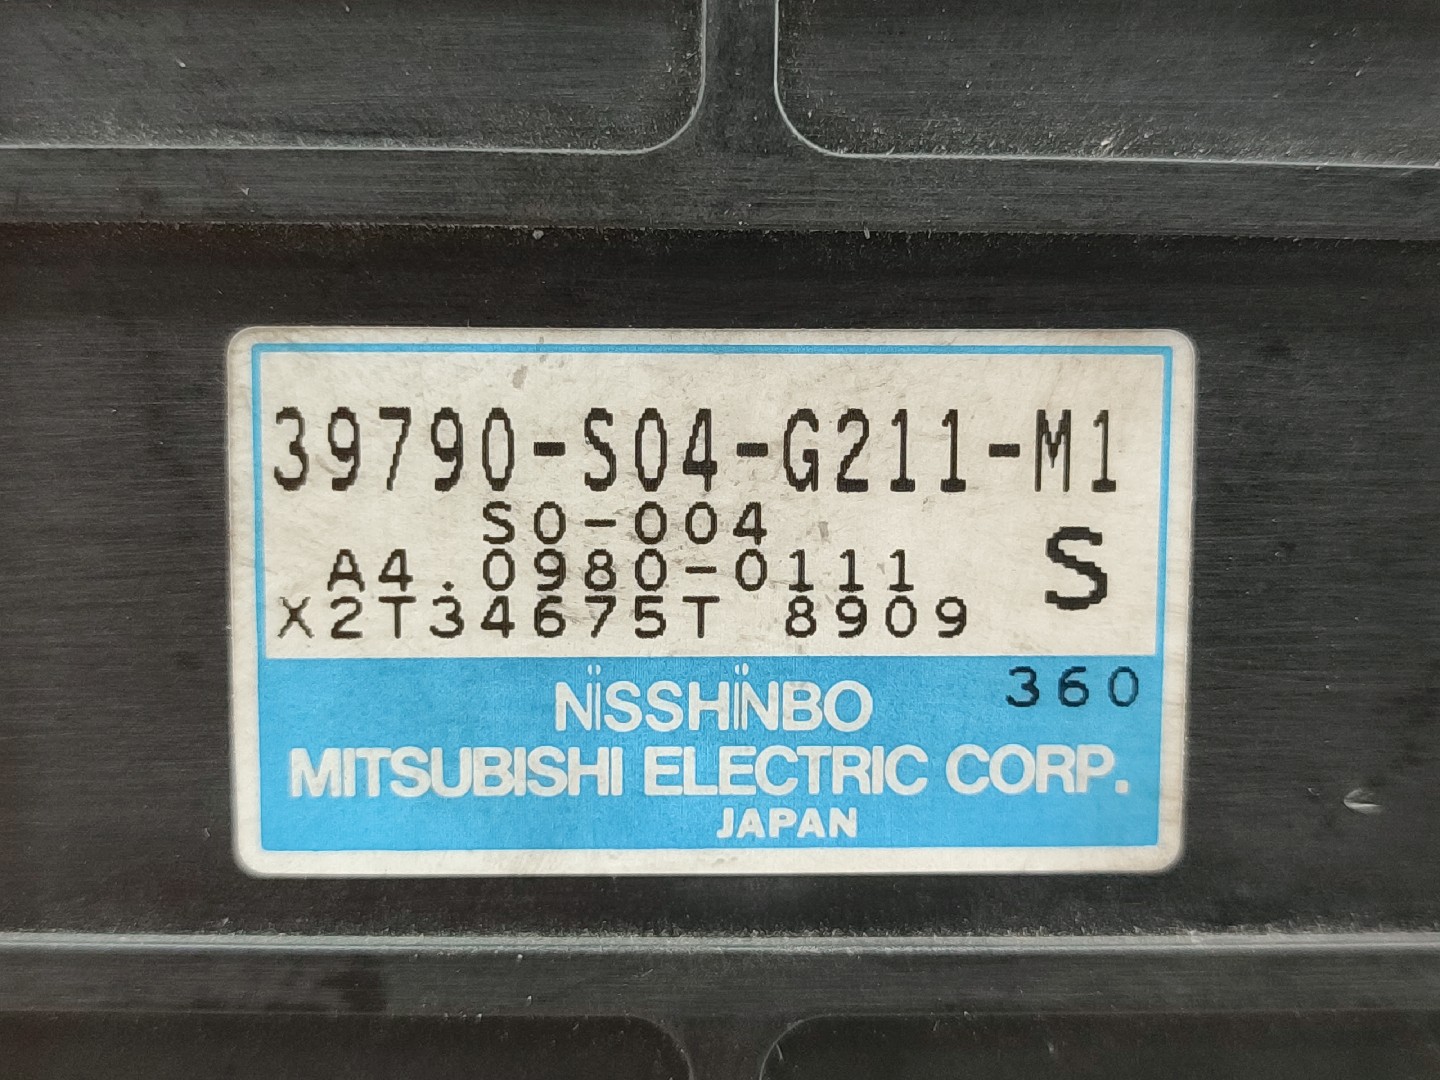 39790-S04-G211-M1
S0-004
A4.0980-0111
S
X2T34675T 8909
360
NISSHINBO
MITSUBISHI ELECTRIC CORP.
JAPAN